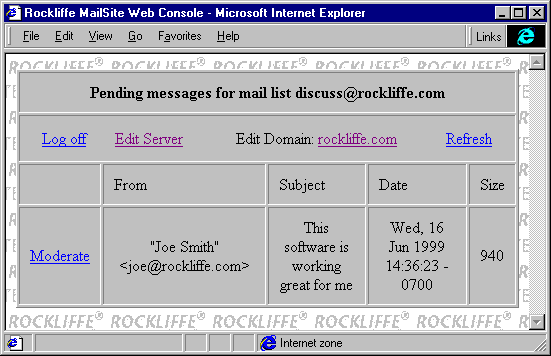 Rockliffe MailSite Web Console - Microsoft Internet Explorer
File Edit View Go Favorites Help Links
ROCKLIFFE® ROCKLIFFE® ROCKLIFFE® ROCKLIFFE®
Pending messages for mail list discuss@rockliffe.com
Log off Edit Server Edit Domain: rockliffe.com Refresh
From Subject Date Size
Moderate
"Joe Smith"
<joe@rockliffe.com>
This
software is
working
great for me
Wed, 16
Jun 1999
14:36:23 -
0700
940
ROCKLIFFE® ROCKLIFFE® ROCKLIFFE® ROCKLIFFE®
Internet zone